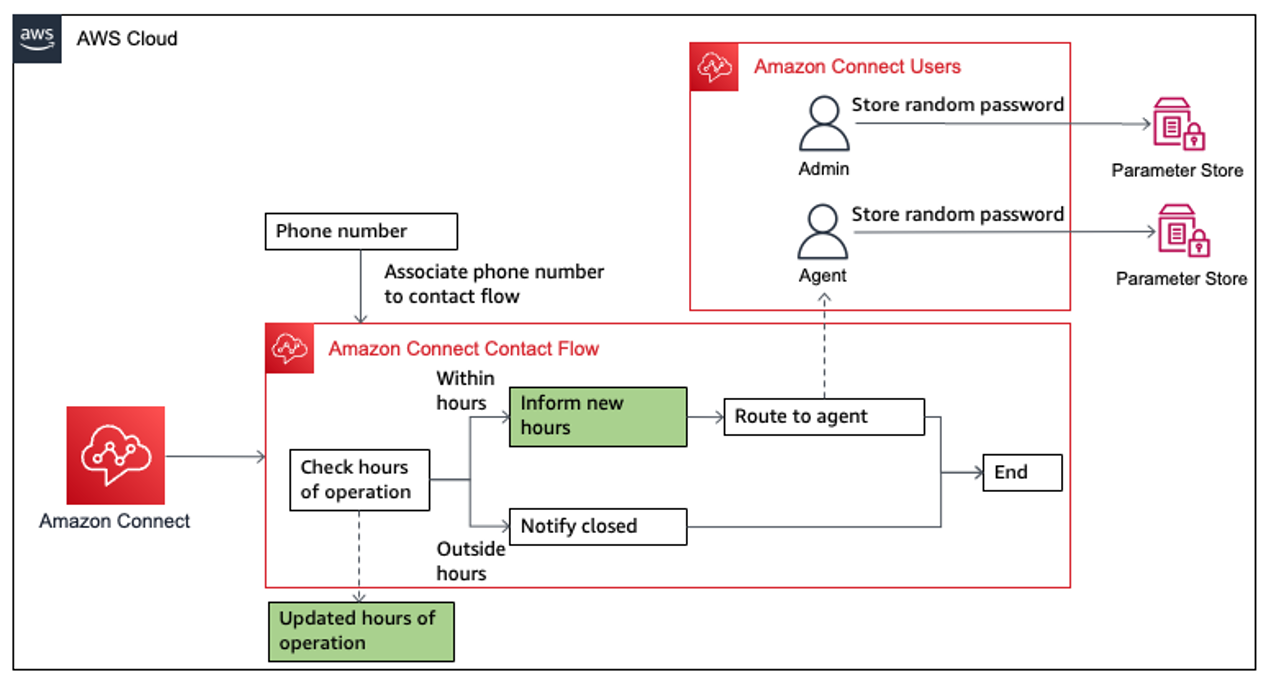 aws
AWS Cloud
Amazon Connect Users
Store random password
Admin
Parameter Store
Store random password
Agent
Parameter Store
Phone number
Associate phone number
to contact flow
Amazon Connect Contact Flow
Within
hours
Inform new
hours
Route to agent
Check hours
of operation
End
Amazon Connect
Notify closed
Outside
hours
Updated hours of
operation